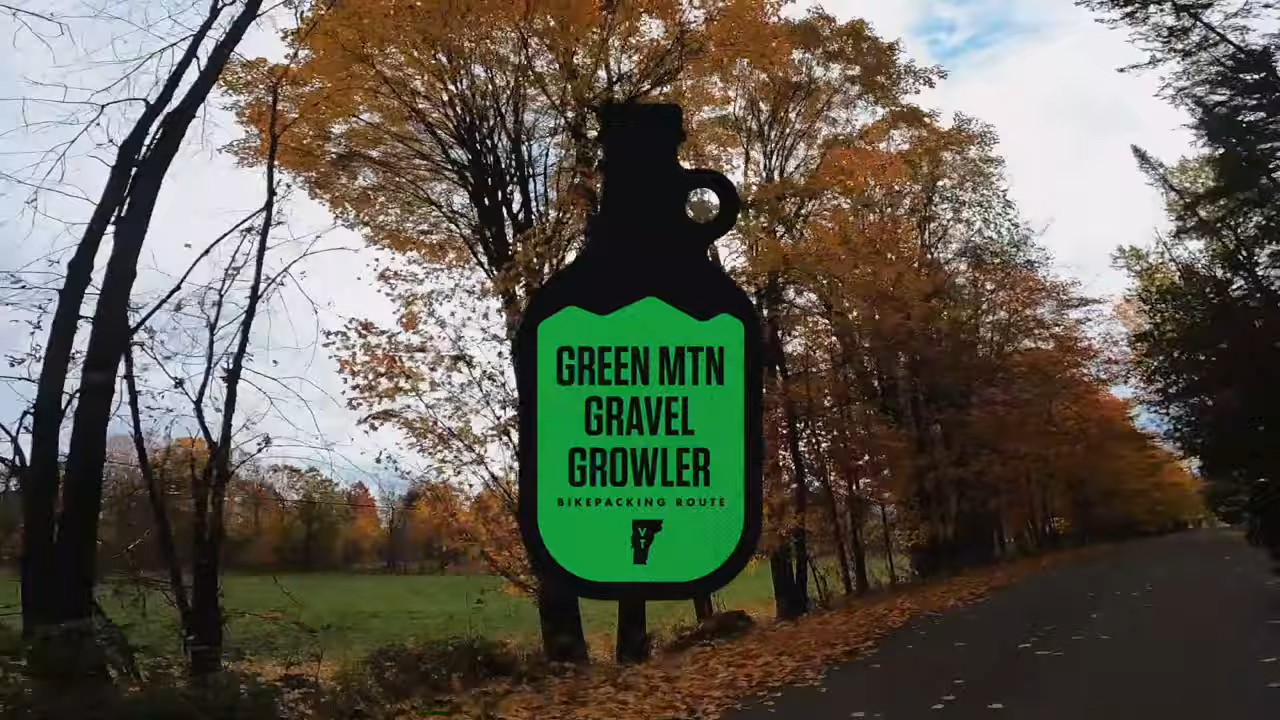 GREEN MTN
GRAVEL
GROWLER
BIKEPACKING ROUTE
VT